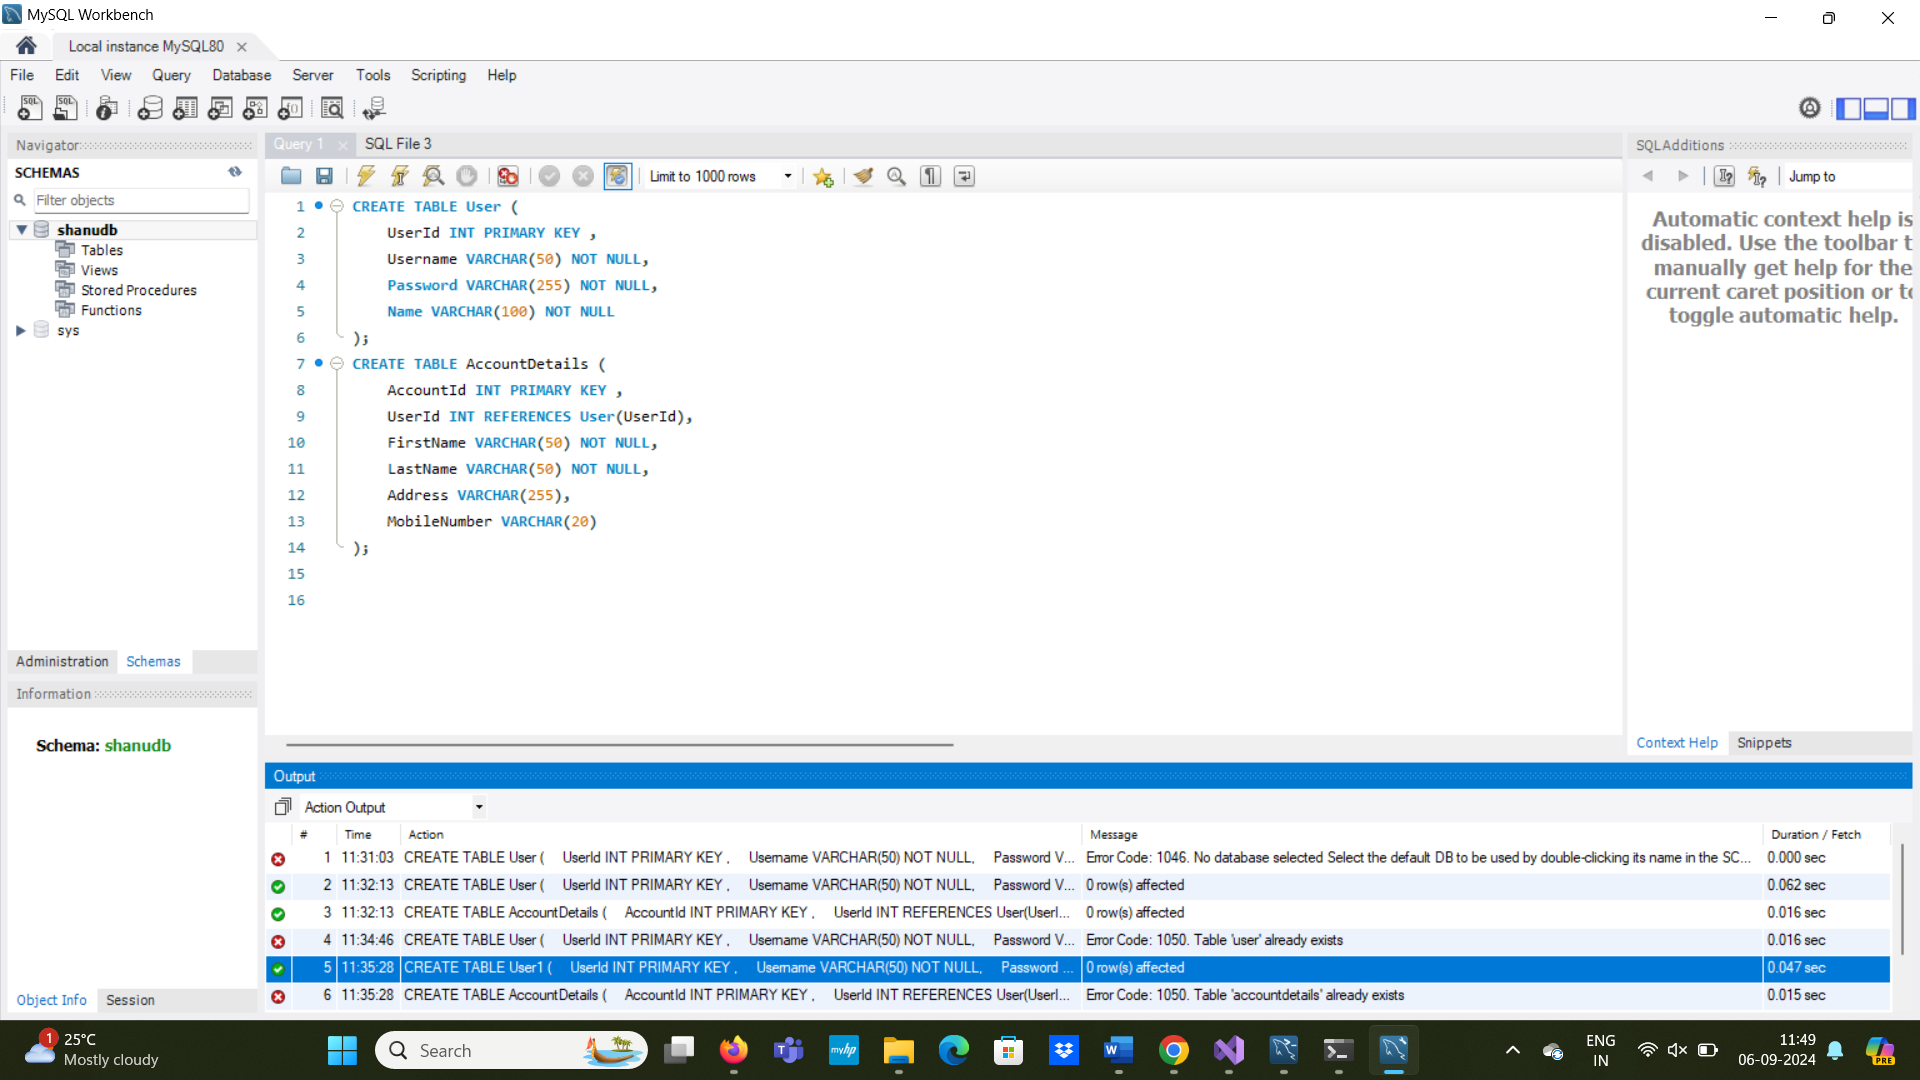 MySQL Workbench
Local instance MySQL80
File Edit View Query Database Server Tools Scripting Help
Navigator
SCHEMAS
Filter objects
shanudb
Tables
Views
Stored Procedures
Functions
sys
Administration Schemas
Information
Schema: shanudb
Object Info Session
Query 1 SQL File 3
Limit to 1000 rows
1 CREATE TABLE User (
2 UserId INT PRIMARY KEY ,
3 Username VARCHAR(50) NOT NULL,
4 Password VARCHAR(255) NOT NULL,
5 Name VARCHAR(100) NOT NULL
6 );
7 CREATE TABLE AccountDetails (
8 AccountId INT PRIMARY KEY ,
9 UserId INT REFERENCES User(UserId),
10 FirstName VARCHAR(50) NOT NULL,
11 LastName VARCHAR(50) NOT NULL,
12 Address VARCHAR(255),
13 MobileNumber VARCHAR(20)
14 );
15
16
SQLAdditions
Jump to
Automatic context help is
disabled. Use the toolbar t
manually get help for the
current caret position or to
toggle automatic help.
Context Help Snippets
Output
Action Output
# Time Action Message Duration / Fetch
1 11:31:03 CREATE TABLE User ( UserId INT PRIMARY KEY , Username VARCHAR(50) NOT NULL, Password V... Error Code: 1046. No database selected Select the default DB to be used by double-clicking its name in the SC... 0.000 sec
2 11:32:13 CREATE TABLE User ( UserId INT PRIMARY KEY , Username VARCHAR(50) NOT NULL, Password V... 0 row(s) affected 0.062 sec
3 11:32:13 CREATE TABLE AccountDetails ( AccountId INT PRIMARY KEY , UserId INT REFERENCES User(UserI... 0 row(s) affected 0.016 sec
4 11:34:46 CREATE TABLE User ( UserId INT PRIMARY KEY , Username VARCHAR(50) NOT NULL, Password V... Error Code: 1050. Table 'user' already exists 0.016 sec
5 11:35:28 CREATE TABLE User1 ( UserId INT PRIMARY KEY , Username VARCHAR(50) NOT NULL, Password ... 0 row(s) affected 0.047 sec
6 11:35:28 CREATE TABLE AccountDetails ( AccountId INT PRIMARY KEY , UserId INT REFERENCES User(UserI... Error Code: 1050. Table 'accountdetails' already exists 0.015 sec
1 25°C
Mostly cloudy
Search
myhp
ENG
IN
11:49
06-09-2024
PRE